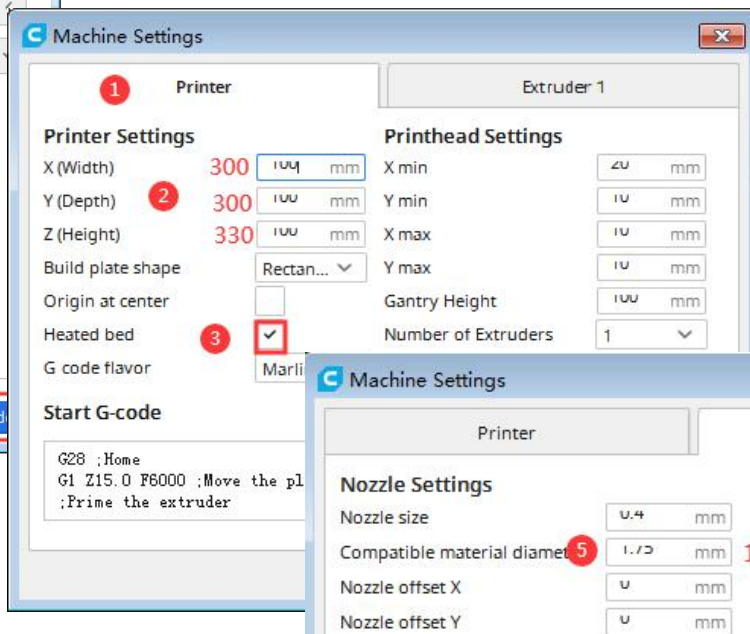 Machine Settings
1 Printer
Extruder 1
Printer Settings
X (Width) 300 100 mm
Y (Depth) 2 300 100 mm
Z (Height) 330 100 mm
Build plate shape Rectan...
Origin at center
Heated bed 3
G code flavor
Start G-code
G28 ;Home
G1 Z15.0 F6000 ;Move the pl
;Prime the extruder
Printhead Settings
X min 20 mm
Y min 10 mm
X max 10 mm
Y max 10 mm
Gantry Height 100 mm
Number of Extruders 1
Machine Settings
Printer
Nozzle Settings
Nozzle size 0.4 mm
Compatible material diamet 5 1.75 mm
Nozzle offset X 0 mm
Nozzle offset Y 0 mm